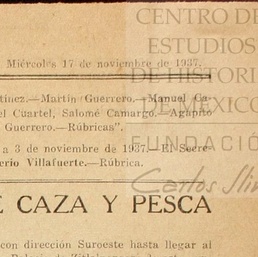 CENTRO DE
ESTUDIOS
DE HISTORI
MÉXICO
FUNDACIÓN
Carlos Slim
Miércoles 17 de noviembre de 1937.
tínez.—Martín Guerrero.—Manuel Ga-
el Cuartel, Salomé Camargo.—Agapito
Guerrero.—Rúbricas".
a 3 de noviembre de 1937.—El Secre-
erio Villafuerte.—Rúbrica.
E CAZA Y PESCA
con dirección Suroeste hasta llegar al